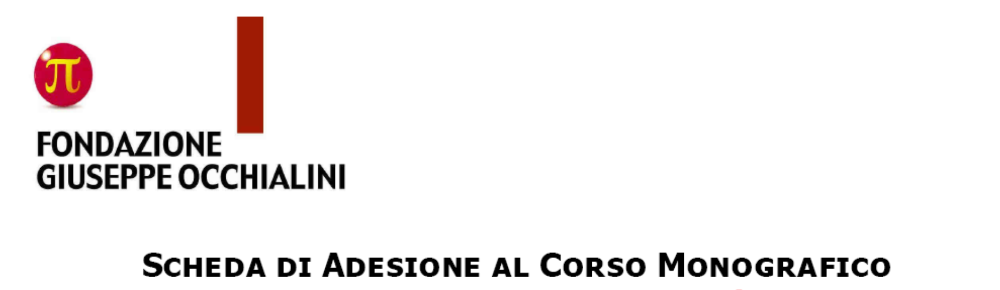 π
FONDAZIONE
GIUSEPPE OCCHIALINI
SCHEDA DI ADESIONE AL CORSO MONOGRAFICO